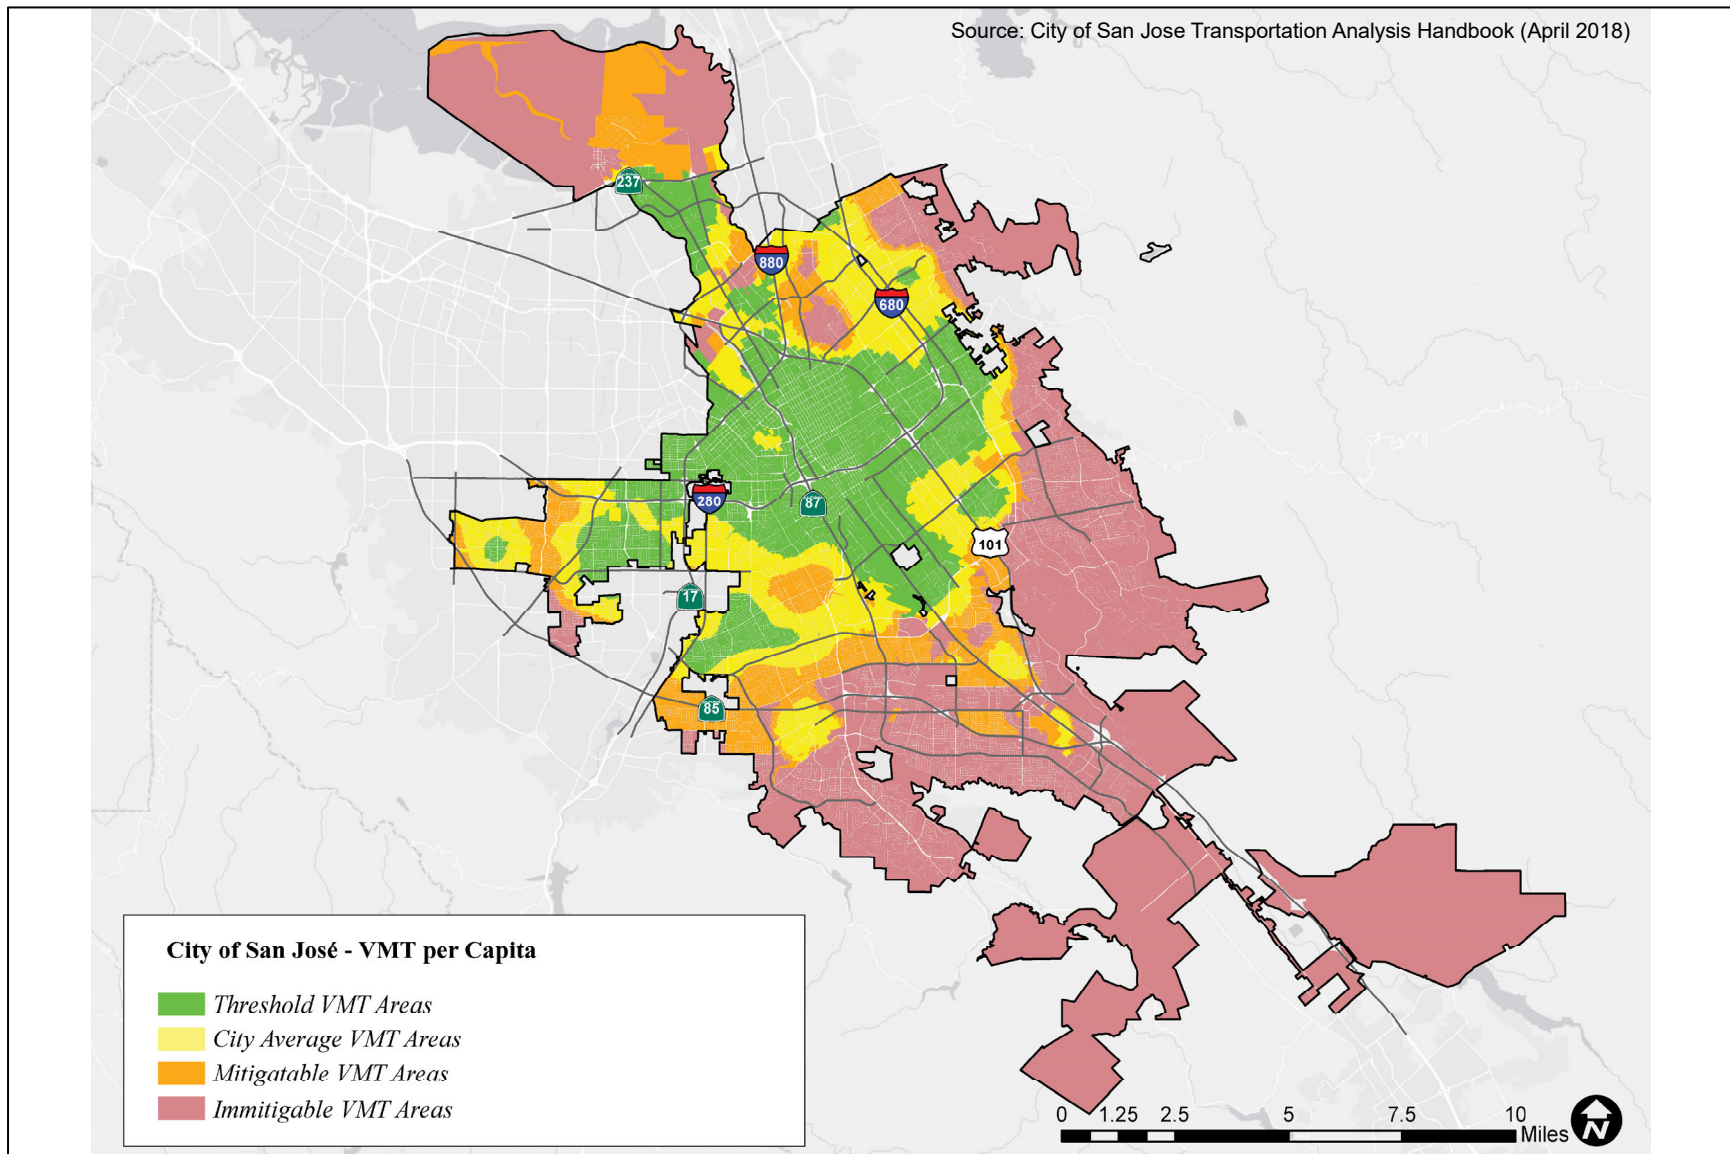 Source: City of San Jose Transportation Analysis Handbook (April 2018)
237
880
680
280
87
101
17
85
City of San José - VMT per Capita
Threshold VMT Areas
City Average VMT Areas
Mitigatable VMT Areas
Immitigable VMT Areas
0 1.25 2.5 5 7.5 10
Miles
N